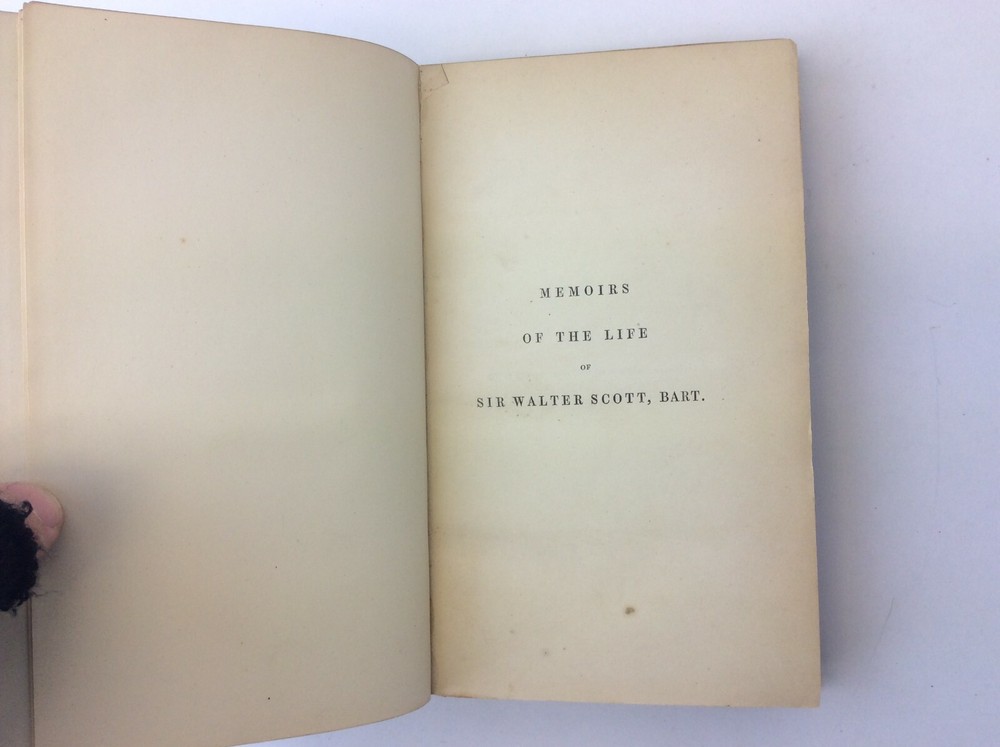 MEMOIRS
OF THE LIFE
OF
SIR WALTER SCOTT, BART.